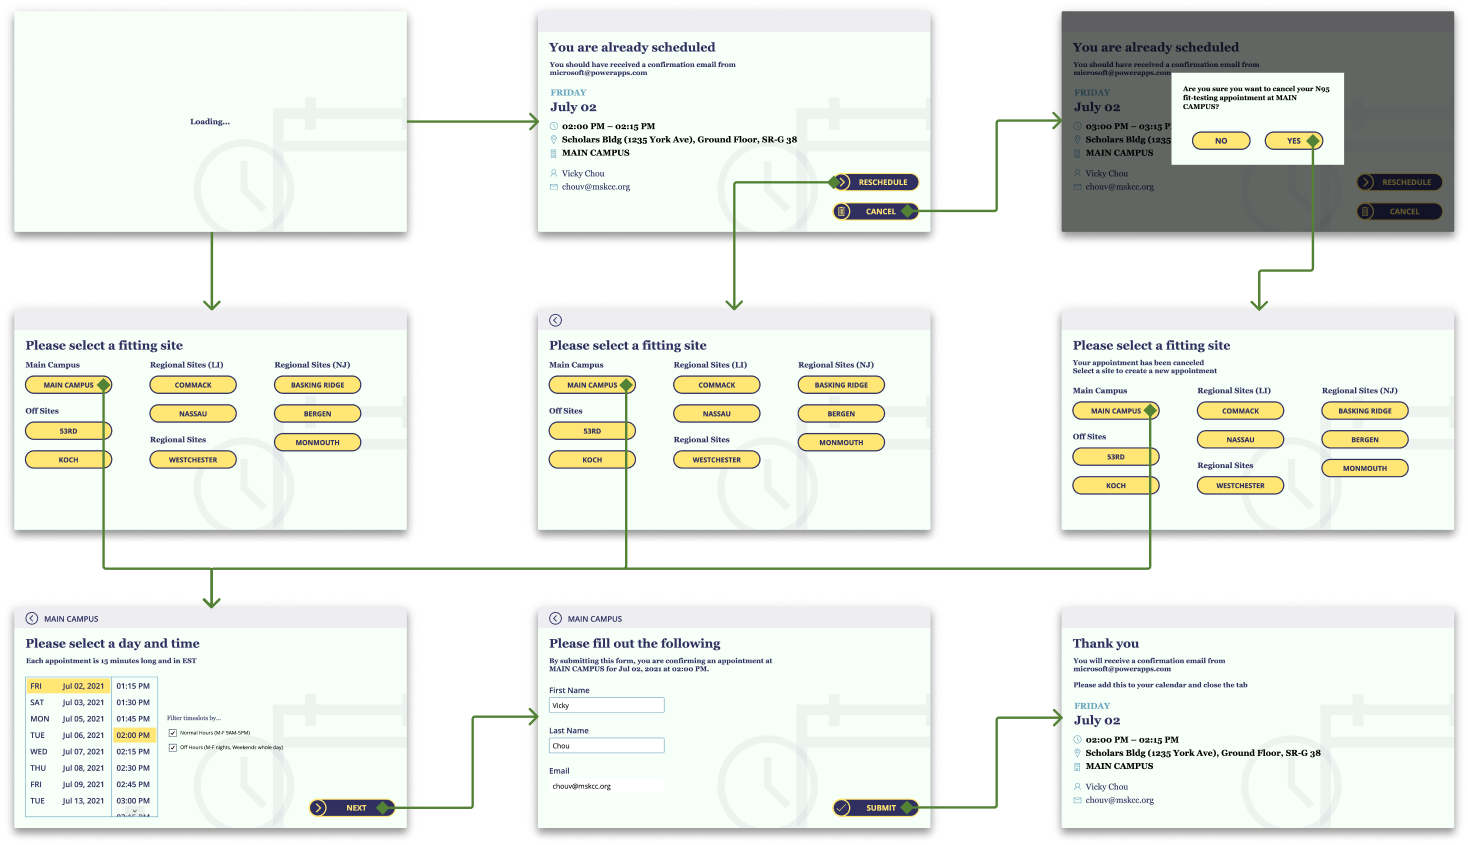 Loading...
You are already scheduled
You should have received a confirmation email from
microsoft@powerapps.com
FRIDAY
July 02
02:00 PM – 02:15 PM
Scholars Bldg (1235 York Ave), Ground Floor, SR-G 38
MAIN CAMPUS
Vicky Chou
chouv@mskcc.org
RESCHEDULE
CANCEL
You are already scheduled
You should have received a confirmation email from
microsoft@powerapps.com
FRIDAY
July 02
03:00 PM – 03:15 P
Scholars Bldg (1235
MAIN CAMPUS
Vicky Chou
chouv@mskcc.org
RESCHEDULE
CANCEL
Are you sure you want to cancel your N95
fit-testing appointment at MAIN
CAMPUS?
NO
YES
Please select a fitting site
Main Campus
MAIN CAMPUS
Off Sites
53RD
KOCH
Regional Sites (LI)
COMMACK
NASSAU
Regional Sites
WESTCHESTER
Regional Sites (NJ)
BASKING RIDGE
BERGEN
MONMOUTH
Please select a fitting site
Main Campus
MAIN CAMPUS
Off Sites
53RD
KOCH
Regional Sites (LI)
COMMACK
NASSAU
Regional Sites
WESTCHESTER
Regional Sites (NJ)
BASKING RIDGE
BERGEN
MONMOUTH
Please select a fitting site
Your appointment has been canceled
Select a site to create a new appointment
Main Campus
MAIN CAMPUS
Off Sites
53RD
KOCH
Regional Sites (LI)
COMMACK
NASSAU
Regional Sites
WESTCHESTER
Regional Sites (NJ)
BASKING RIDGE
BERGEN
MONMOUTH
MAIN CAMPUS
Please select a day and time
Each appointment is 15 minutes long and in EST
FRI Jul 02, 2021 01:15 PM
SAT Jul 03, 2021 01:30 PM
MON Jul 05, 2021 01:45 PM
TUE Jul 06, 2021 02:00 PM
WED Jul 07, 2021 02:15 PM
THU Jul 08, 2021 02:30 PM
FRI Jul 09, 2021 02:45 PM
TUE Jul 13, 2021 03:00 PM
03:15 PM
Filter timeslots by...
Normal Hours (M-F 9AM-5PM)
Off Hours (M-F nights, Weekends whole day)
NEXT
MAIN CAMPUS
Please fill out the following
By submitting this form, you are confirming an appointment at
MAIN CAMPUS for Jul 02, 2021 at 02:00 PM.
First Name
Vicky
Last Name
Chou
Email
chouv@mskcc.org
SUBMIT
Thank you
You will receive a confirmation email from
microsoft@powerapps.com
Please add this to your calendar and close the tab
FRIDAY
July 02
02:00 PM – 02:15 PM
Scholars Bldg (1235 York Ave), Ground Floor, SR-G 38
MAIN CAMPUS
Vicky Chou
chouv@mskcc.org